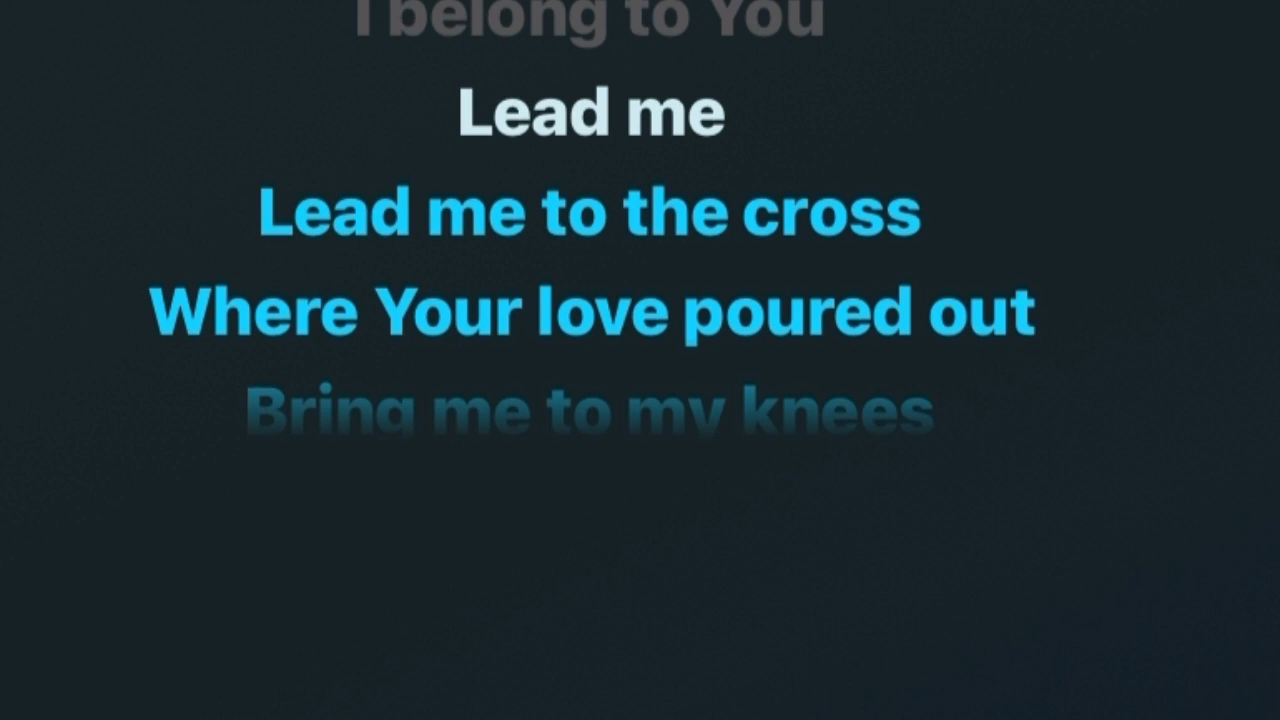 I belong to You
Lead me
Lead me to the cross
Where Your love poured out
Bring me to my knees